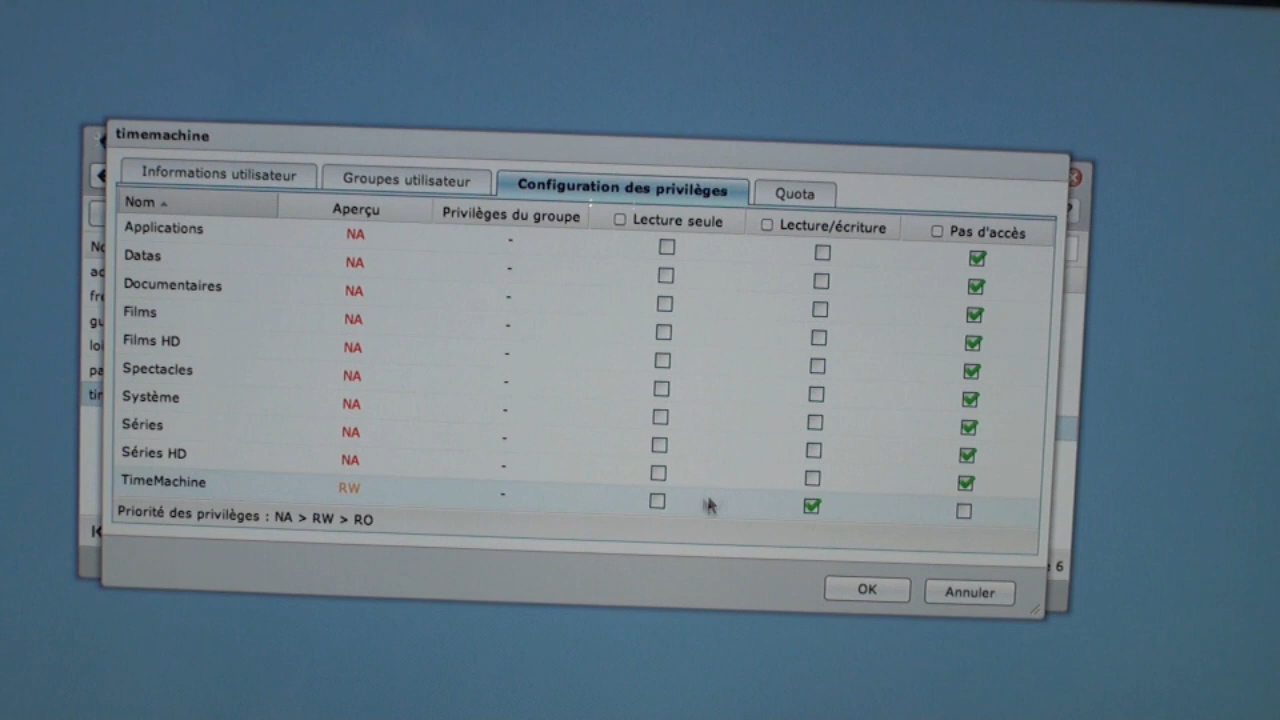 timemachine
Informations utilisateur Groupes utilisateur Configuration des privilèges Quota
Nom Aperçu Privilèges du groupe Lecture seule Lecture/écriture Pas d'accès
Applications NA -
Datas NA -
Documentaires NA -
Films NA -
Films HD NA -
Spectacles NA -
Système NA -
Séries NA -
Séries HD NA -
TimeMachine RW -
Priorité des privilèges : NA > RW > RO
OK Annuler
6